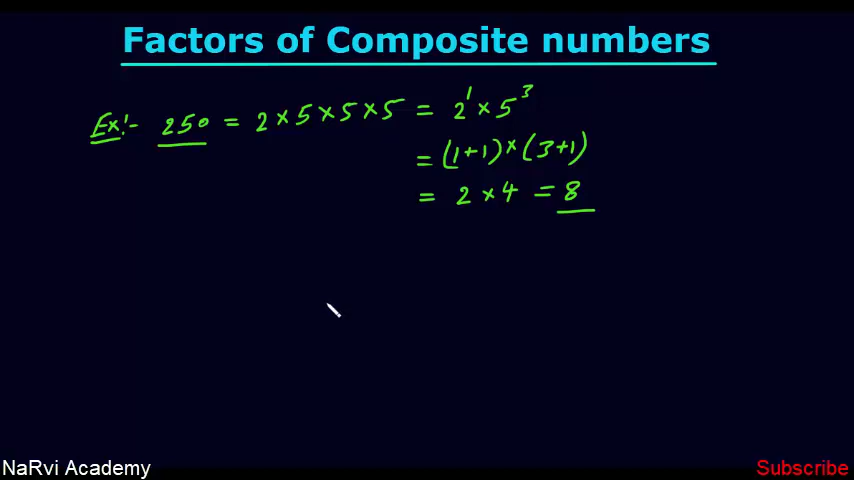 Factors of Composite numbers
Ex:- 250 = 2 × 5 × 5 × 5 = 2¹ × 5³
= (1+1) × (3+1)
= 2 × 4 = 8
NaRvi Academy
Subscribe